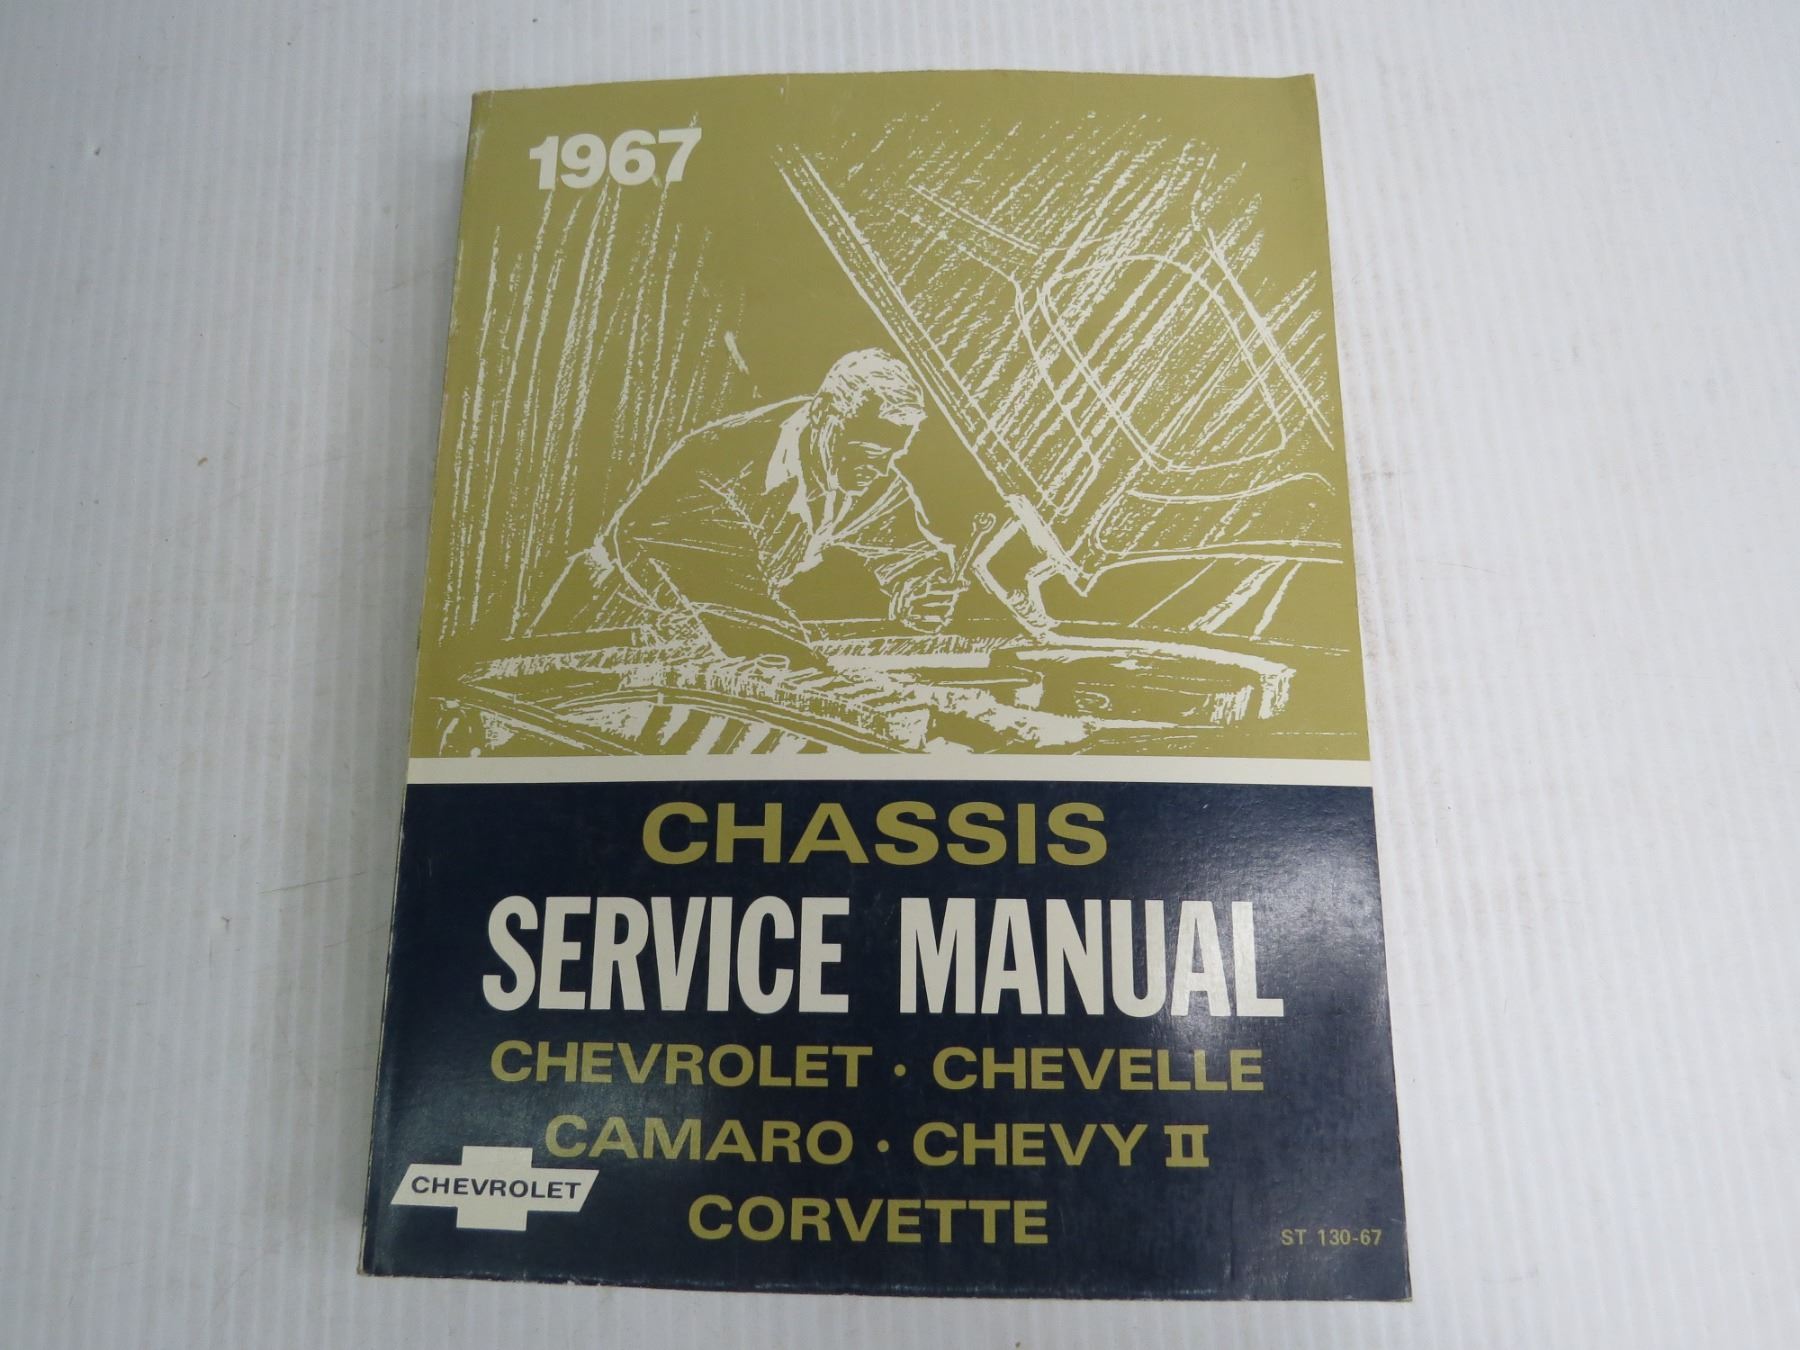 1967
CHASSIS
SERVICE MANUAL
CHEVROLET • CHEVELLE
CAMARO • CHEVY II
CHEVROLET
CORVETTE
ST 130-67